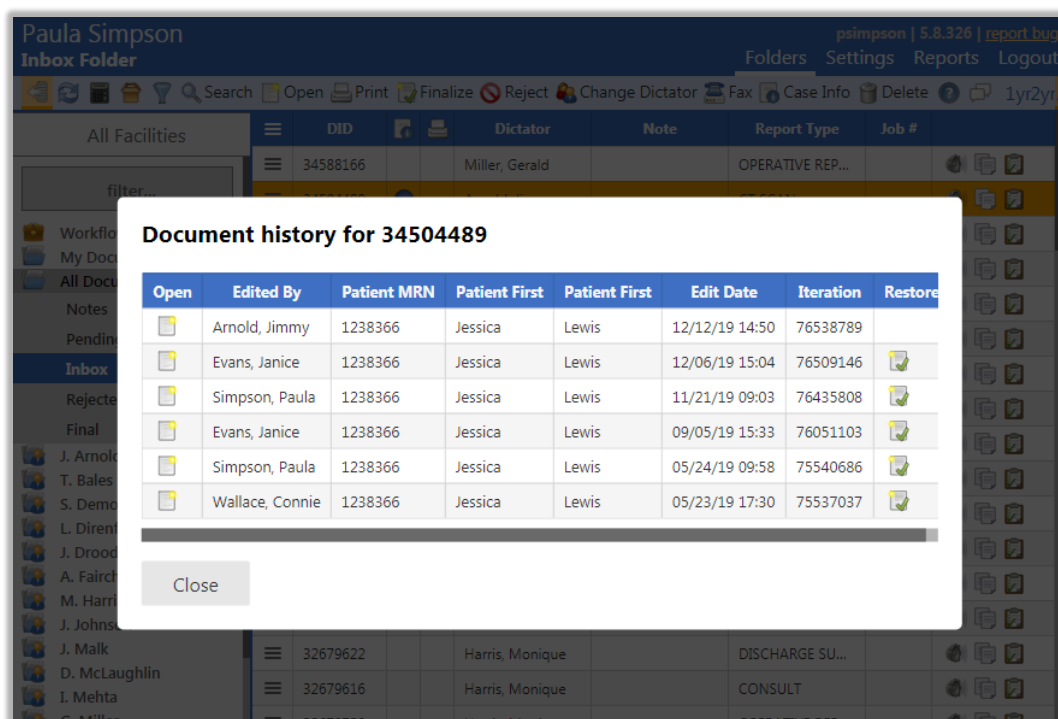 Paula Simpson
psimpson | 5.8.326 | report bug
Inbox Folder
Folders Settings Reports Logout
Search Open Print Finalize Reject Change Dictator Fax Case Info Delete 1yr2yr
All Facilities
DID Dictator Note Report Type Job #
34588166 Miller, Gerald OPERATIVE REP...
filter...
Workflo
My Docu
All Docu
Notes
Pendin
Inbox
Rejecte
Final
J. Arnold
T. Bales
S. Demo
L. Dirent
J. Drood
A. Fairch
M. Harri
J. Johnso
J. Malk
D. McLaughlin
I. Mehta
Document history for 34504489
Open Edited By Patient MRN Patient First Patient First Edit Date Iteration Restore
Arnold, Jimmy 1238366 Jessica Lewis 12/12/19 14:50 76538789
Evans, Janice 1238366 Jessica Lewis 12/06/19 15:04 76509146
Simpson, Paula 1238366 Jessica Lewis 11/21/19 09:03 76435808
Evans, Janice 1238366 Jessica Lewis 09/05/19 15:33 76051103
Simpson, Paula 1238366 Jessica Lewis 05/24/19 09:58 75540686
Wallace, Connie 1238366 Jessica Lewis 05/23/19 17:30 75537037
Close
32679622 Harris, Monique DISCHARGE SU...
32679616 Harris, Monique CONSULT